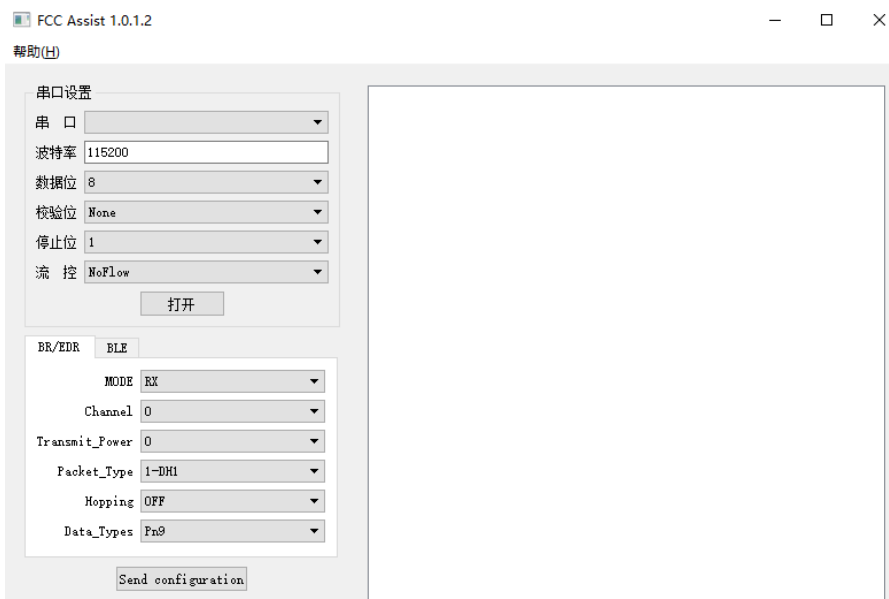 FCC Assist 1.0.1.2
帮助(H)
串口设置
串 口
波特率 115200
数据位 8
校验位 None
停止位 1
流 控 NoFlow
打开
BR/EDR BLE
MODE RX
Channel 0
Transmit_Power 0
Packet_Type 1-DH1
Hopping OFF
Data_Types Pn9
Send configuration